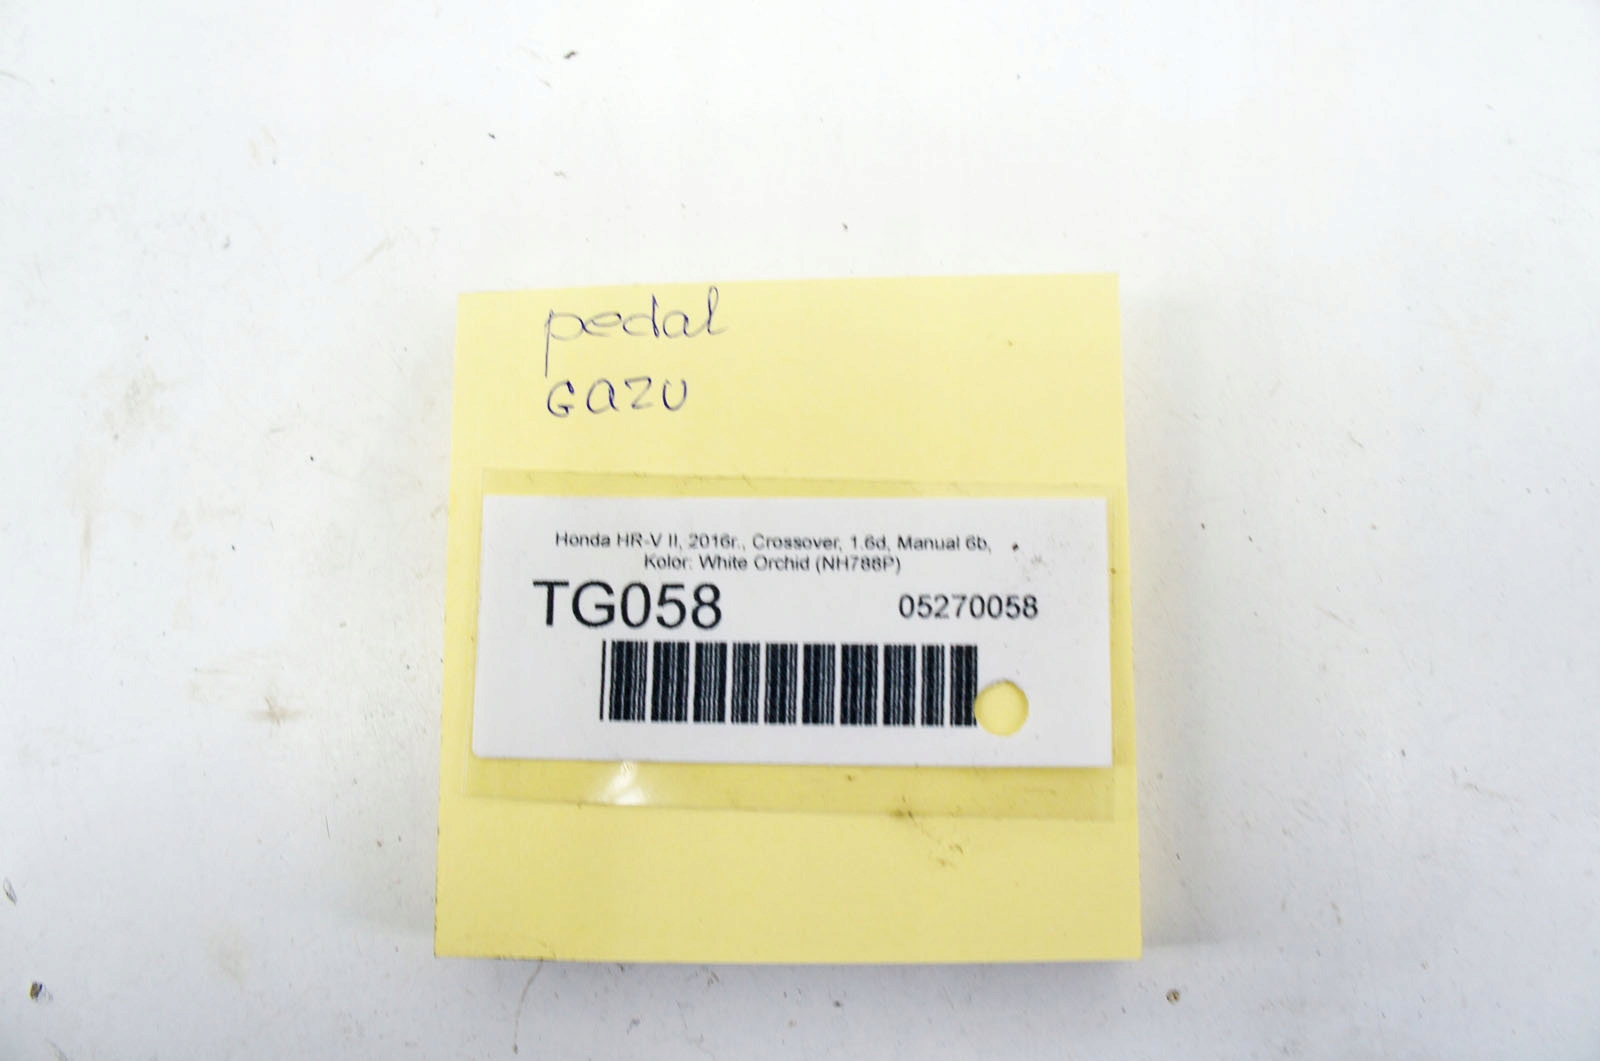 pedal
GAZU
Honda HR-V II, 2016r., Crossover, 1.6d, Manual 6b,
Kolor: White Orchid (NH788P)
TG058 05270058